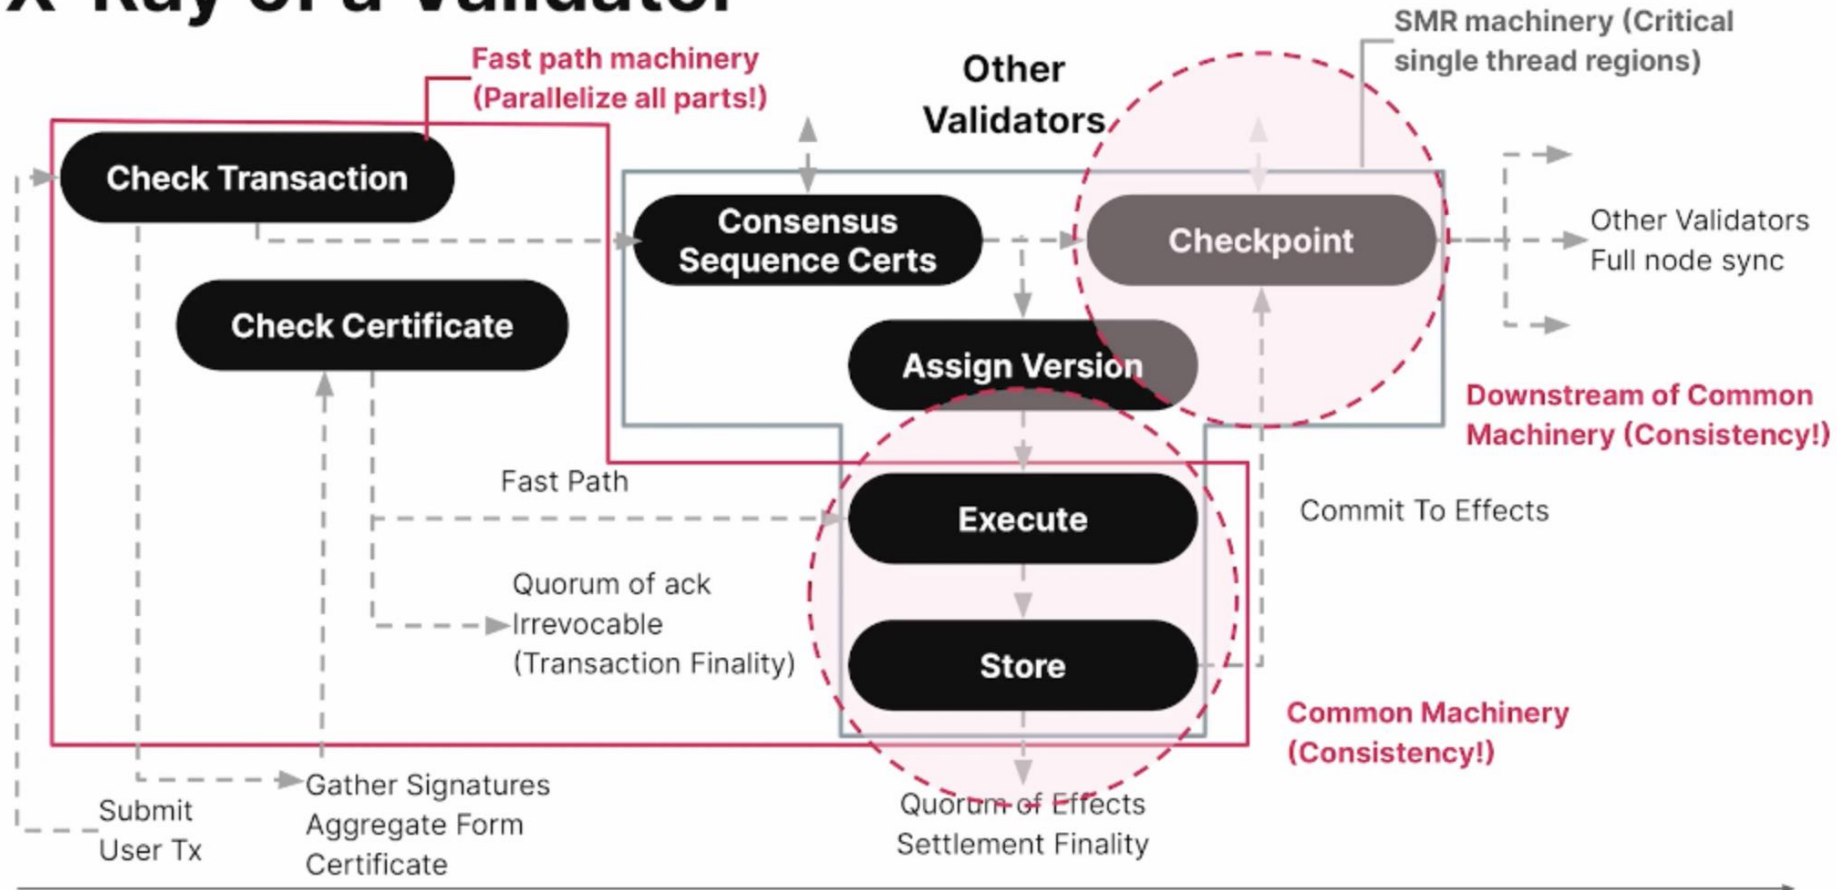 X-Ray of a Validator
Fast path machinery
(Parallelize all parts!)
Other
Validators
SMR machinery (Critical
single thread regions)
Check Transaction
Consensus
Sequence Certs
Checkpoint
Other Validators
Full node sync
Check Certificate
Assign Version
Downstream of Common
Machinery (Consistency!)
Fast Path
Execute
Commit To Effects
Quorum of ack
Irrevocable
(Transaction Finality)
Store
Common Machinery
(Consistency!)
Submit
User Tx
Gather Signatures
Aggregate Form
Certificate
Quorum of Effects
Settlement Finality